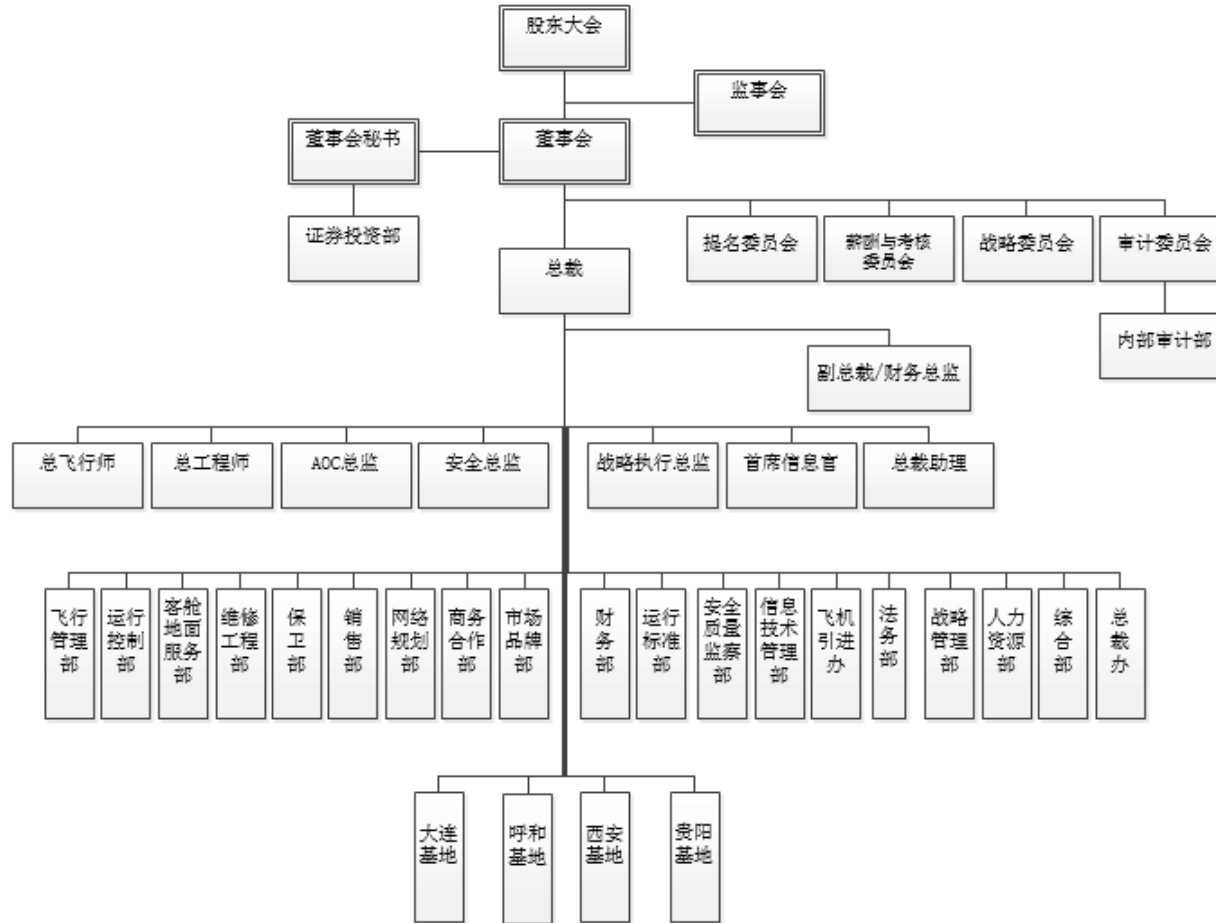 股东大会
监事会
董事会秘书
董事会
证券投资部
总裁
提名委员会
薪酬与考核
委员会
战略委员会
审计委员会
内部审计部
副总裁/财务总监
总飞行师
总工程师
AOC总监
安全总监
战略执行总监
首席信息官
总裁助理
飞行
管理
部
运行
控制
部
客舱
地面
服务
部
维修
工程
部
保
卫
部
销
售
部
网络
规划
部
商务
合作
部
市场
品牌
部
财
务
部
运行
标准
部
安全
质量
监察
部
信息
技术
管理
部
飞机
引进
办
法
务
部
战略
管理
部
人力
资源
部
综
合
部
总
裁
办
大连
基地
呼和
基地
西安
基地
贵阳
基地